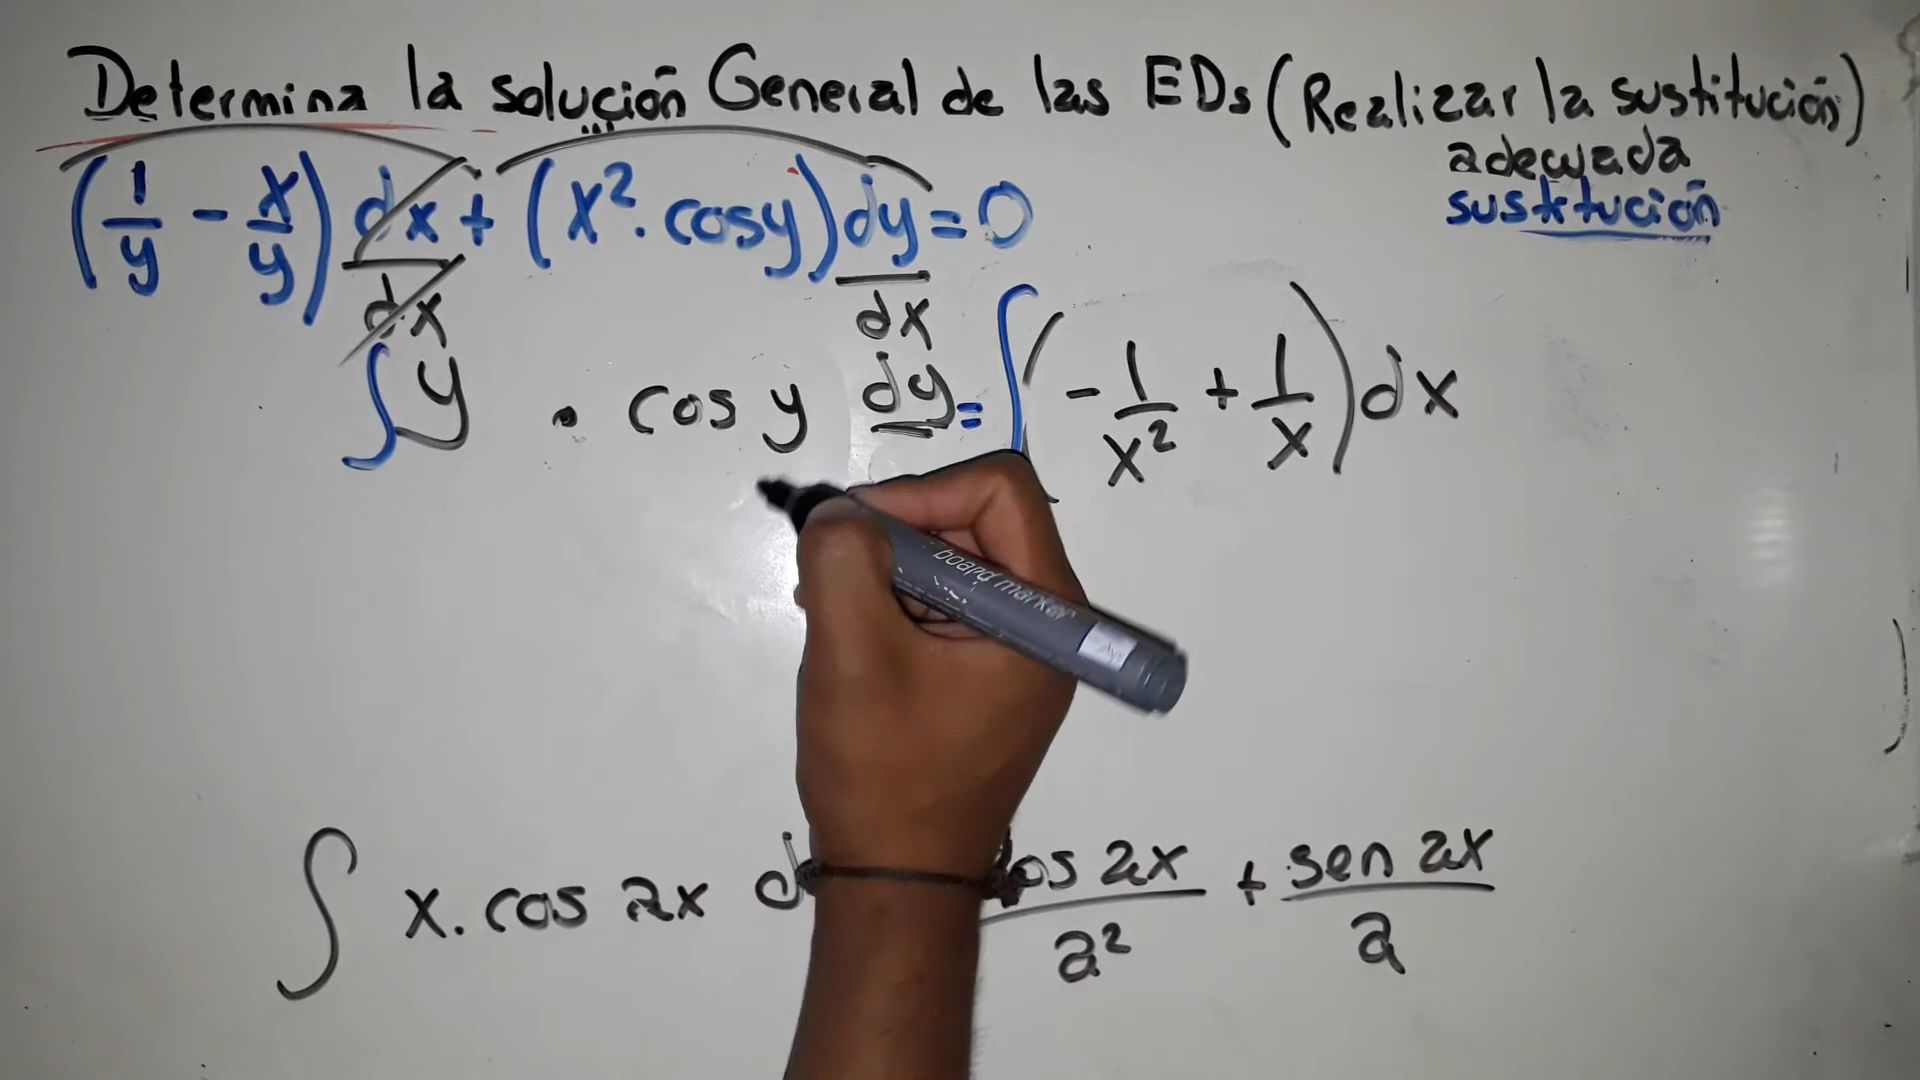 Determina la solución General de las EDs (Realizar la sustitución)
adecuada
sustitución
(1/y - x/y) dx/dx + (x² · cosy) dy/dx = 0
∫ y · cos y dy = ∫ (- 1/x² + 1/x) dx
board marker
∫ x. cos ax d cos ax / a² + sen ax / a